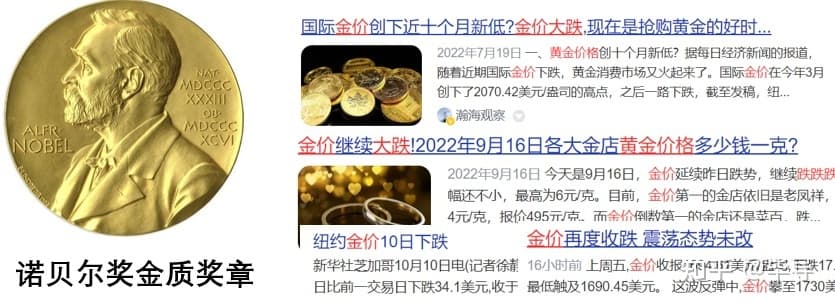 NAT.
MDCCC
XXXIII
OB.
MDCCC
XCVI
ALFR.
NOBEL
诺贝尔奖金质奖章
国际金价创下近十个月新低?金价大跌,现在是抢购黄金的好时...
2022年7月19日 一、黄金价格创十个月新低? 据每日经济新闻的报道,
随着近期国际金价下跌，黄金消费市场又火起来了。国际金价在今年3月
创下了2070.42美元/盎司的高点，之后一路下跌，截至发稿，纽...
瀚海观察
金价继续大跌!2022年9月16日各大金店黄金价格多少钱一克?
2022年9月16日 今天是9月16日，金价延续昨日跌势，继续跌跌跌
幅还不小，最高为6元/克。目前，金价第一的金店依旧是老凤祥，
4元/克，报价495元/克。而金价倒数第一的金店还是菜百，跌...
纽约金价10日下跌
新华社芝加哥10月10日电(记者徐静
日比前一交易日下跌34.1美元,收于
金价再度收跌 震荡态势未改
16小时前 上周五,金价收报
最低触及1690.45美元。 这波反弹中,金价攀至1730美